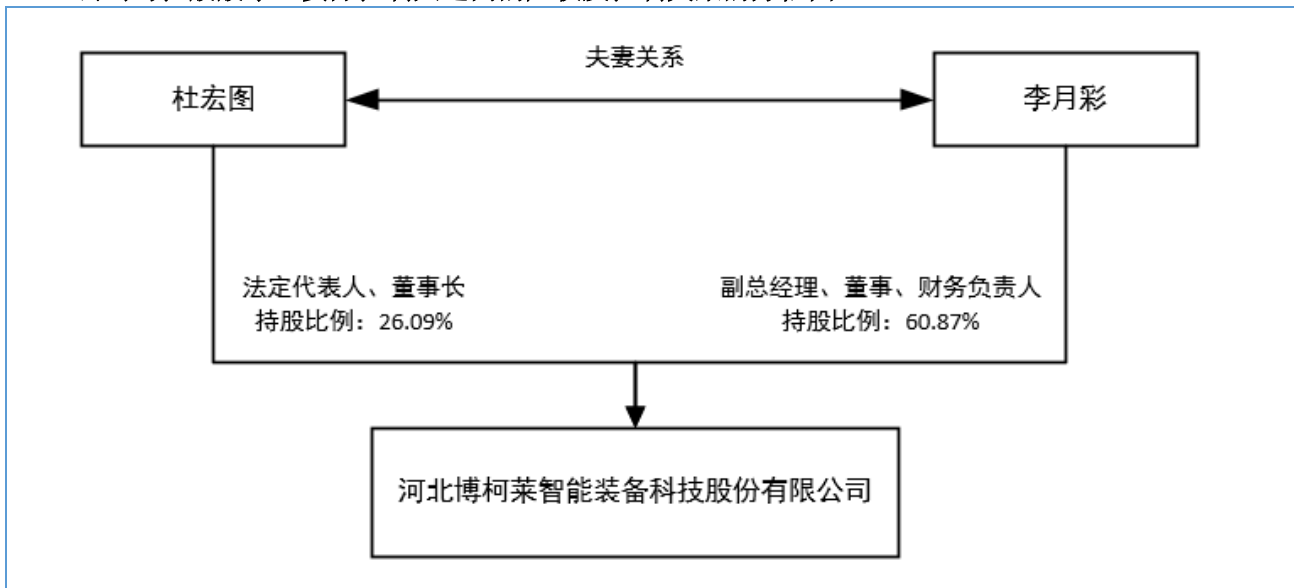 夫妻关系
杜宏图
李月彩
法定代表人、董事长
持股比例：26.09%
副总经理、董事、财务负责人
持股比例：60.87%
河北博柯莱智能装备科技股份有限公司